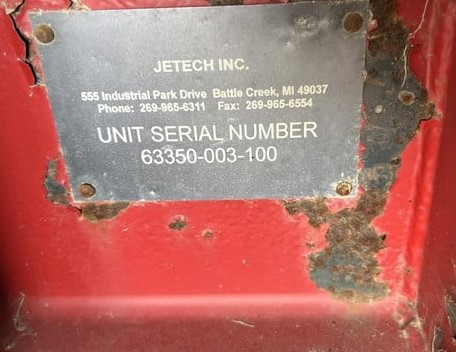 JETECH INC.
555 Industrial Park Drive Battle Creek, MI 49037
Phone: 269-965-6311 Fax: 269-965-6554
UNIT SERIAL NUMBER
63350-003-100